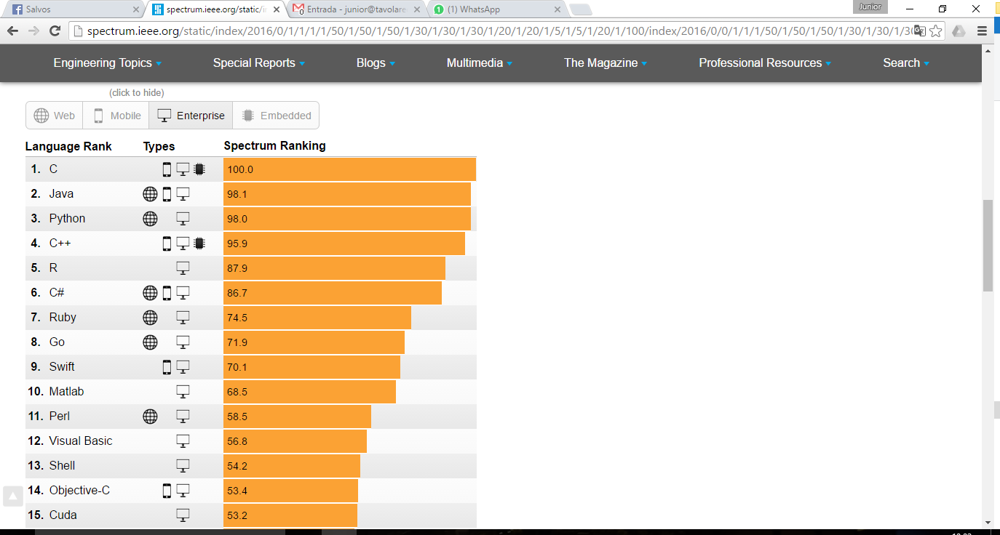 Salvos
spectrum.ieee.org/static/in
Entrada - junior@tavolare
(1) WhatsApp
Junior
spectrum.ieee.org/static/index/2016/0/1/1/1/1/50/1/50/1/50/1/30/1/30/1/30/1/20/1/20/1/5/1/5/1/20/1/100/index/2016/0/0/1/1/1/50/1/50/1/50/1/30/1/30/1/30
Engineering Topics Special Reports Blogs Multimedia The Magazine Professional Resources Search
(click to hide)
Web Mobile Enterprise Embedded
Language Rank Types Spectrum Ranking
1. C 100.0
2. Java 98.1
3. Python 98.0
4. C++ 95.9
5. R 87.9
6. C# 86.7
7. Ruby 74.5
8. Go 71.9
9. Swift 70.1
10. Matlab 68.5
11. Perl 58.5
12. Visual Basic 56.8
13. Shell 54.2
14. Objective-C 53.4
15. Cuda 53.2